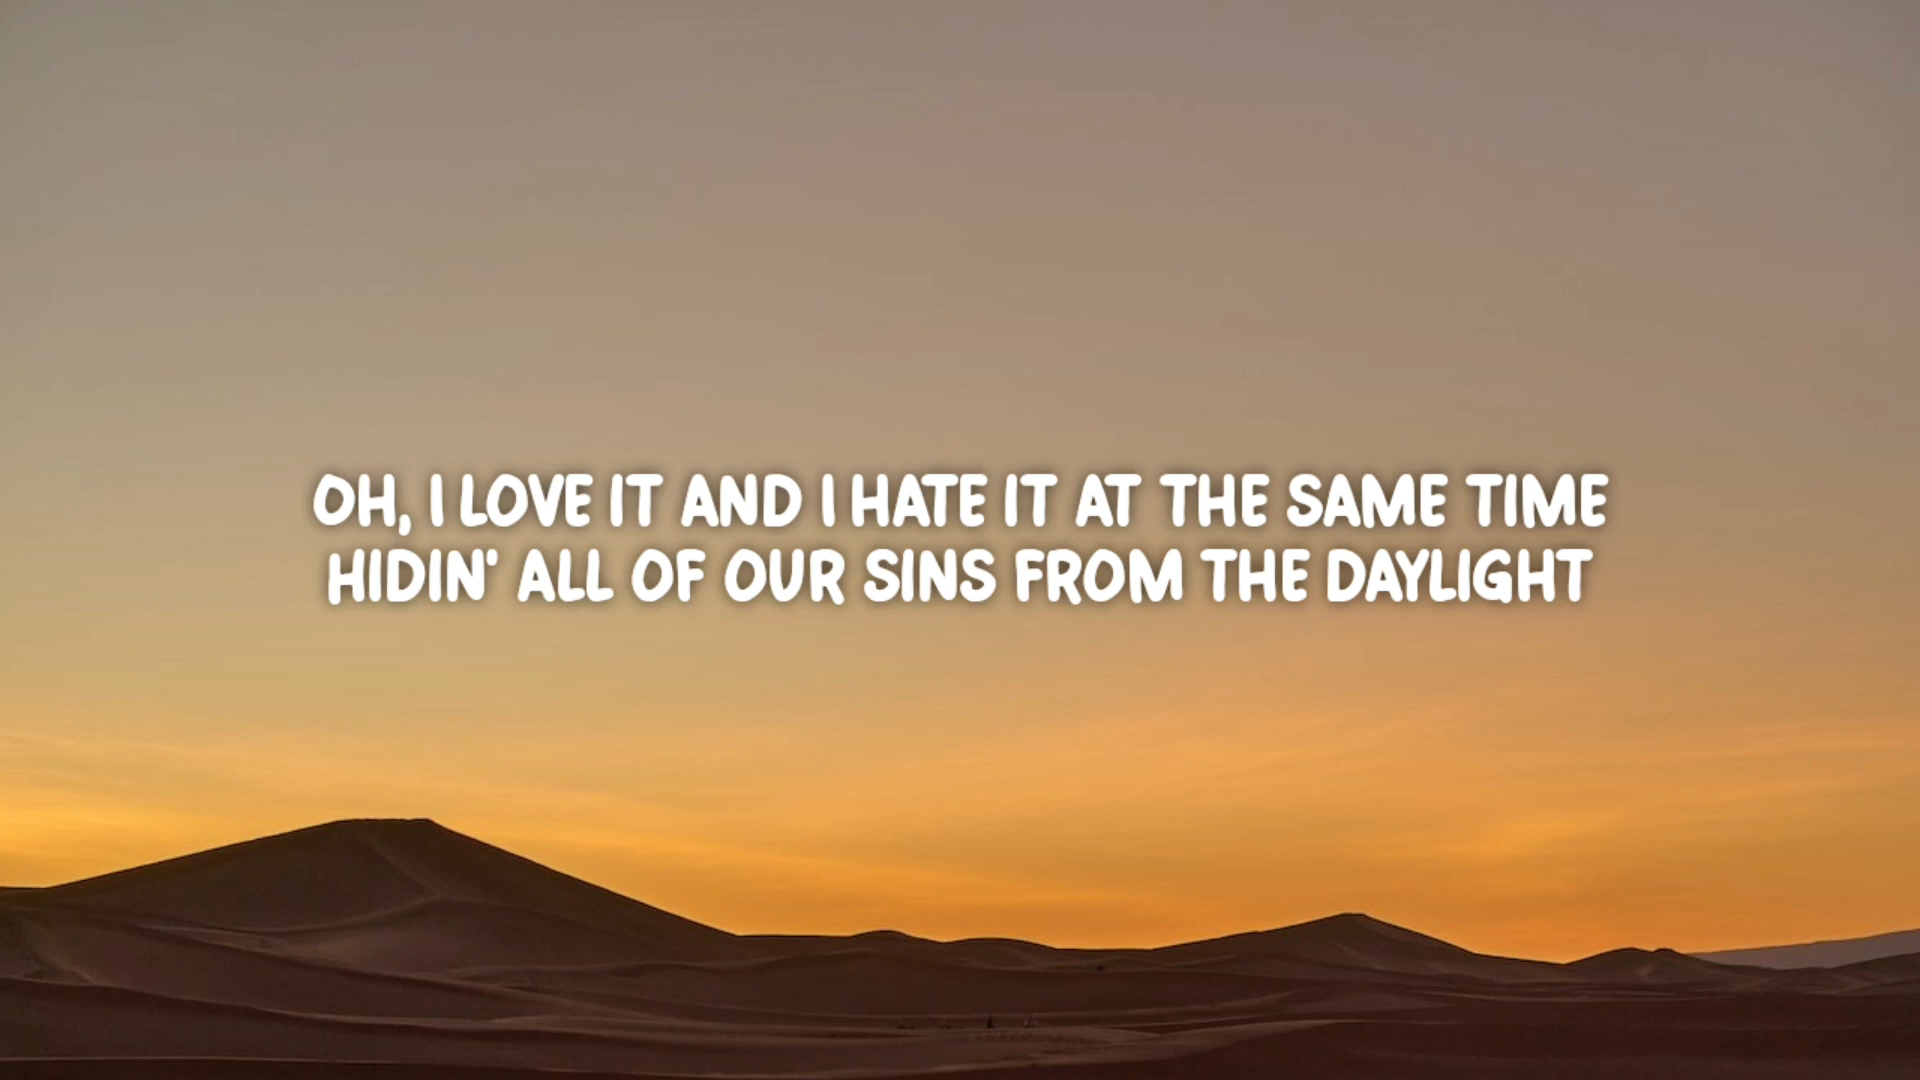 OH, I LOVE IT AND I HATE IT AT THE SAME TIME
HIDIN' ALL OF OUR SINS FROM THE DAYLIGHT